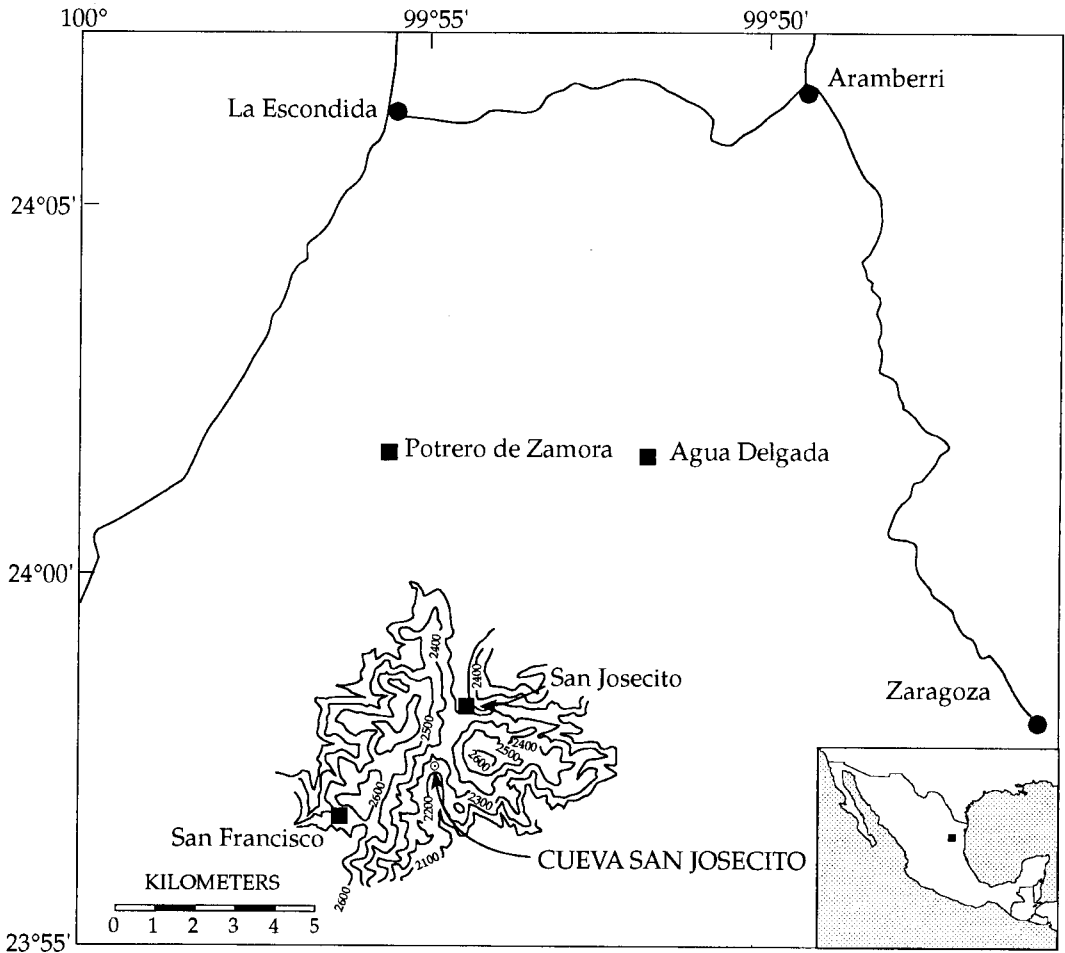 100° 99°55' 99°50'
Aramberri
La Escondida
24°05'
Potrero de Zamora
Agua Delgada
24°00'
2400
2400
San Josecito
Zaragoza
2500
2400
2500
2600
2600
2200
2300
San Francisco
2100
CUEVA SAN JOSECITO
KILOMETERS
2600
0 1 2 3 4 5
23°55'